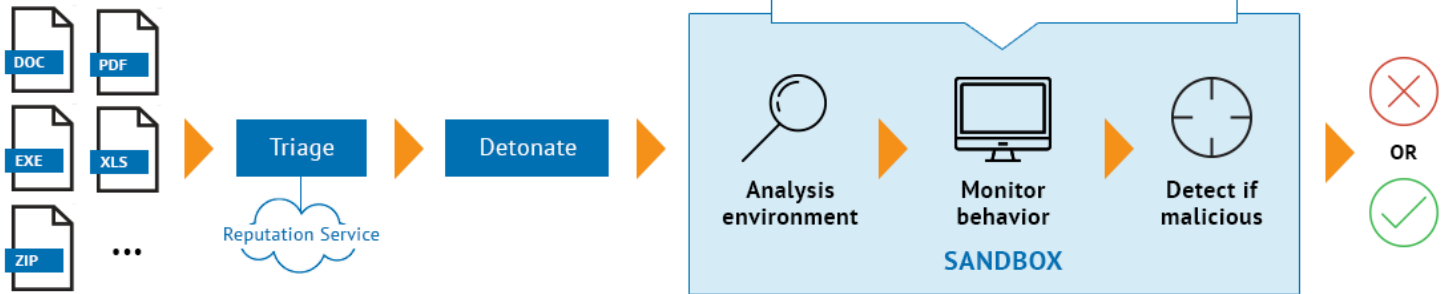 DOC
PDF
EXE
XLS
ZIP
...
Triage
Reputation Service
Detonate
Analysis
environment
Monitor
behavior
Detect if
malicious
SANDBOX
OR